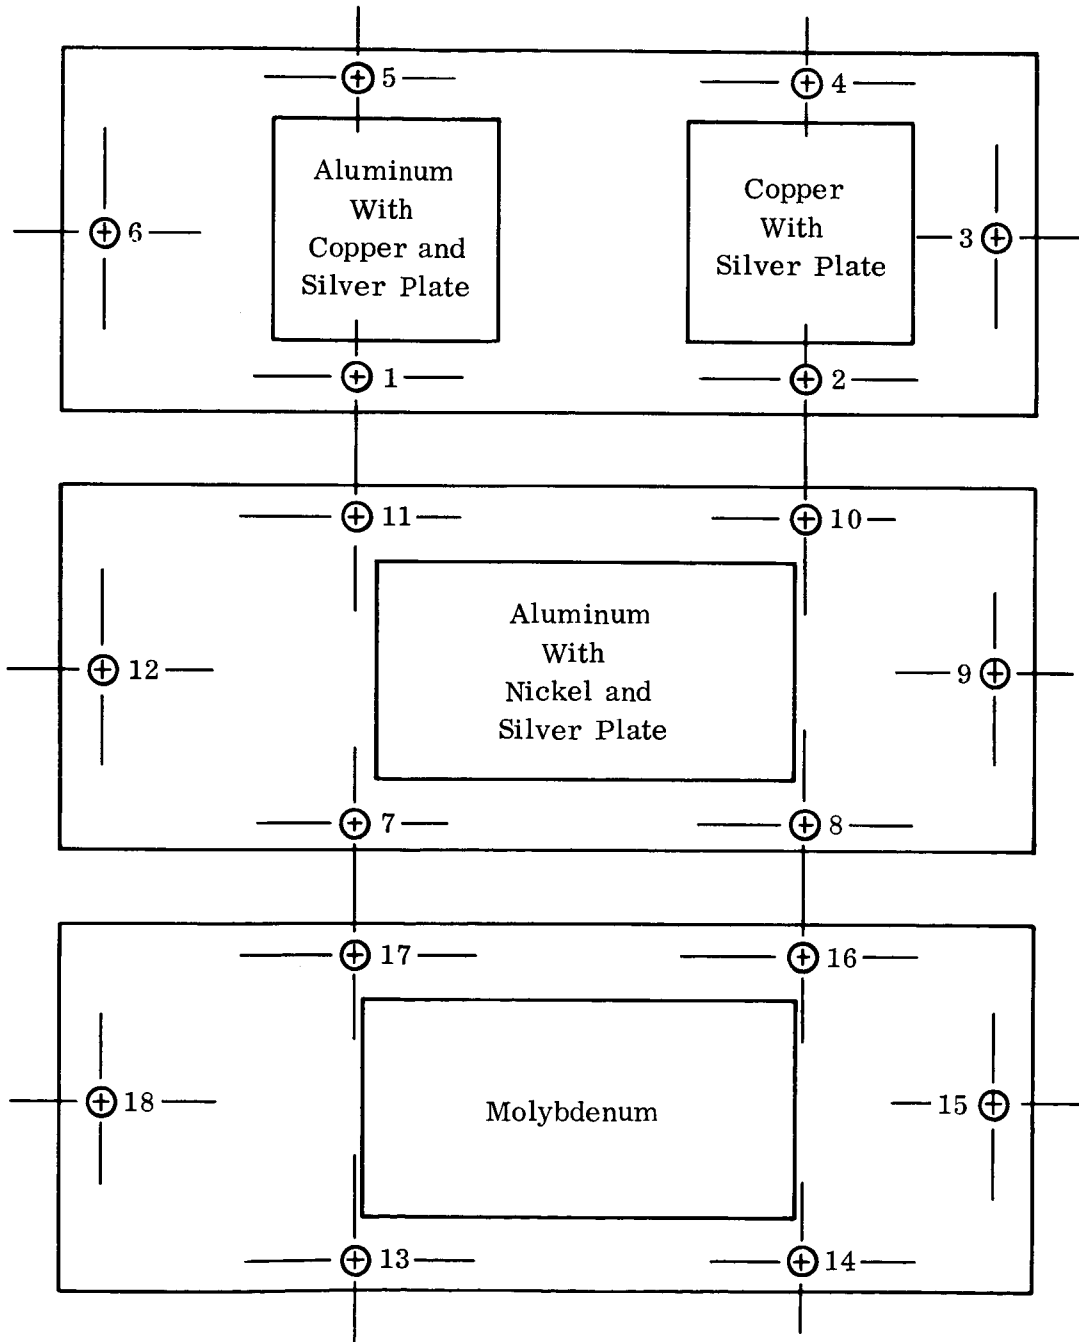 5
4
Aluminum
With
Copper and
Silver Plate
Copper
With
Silver Plate
6
3
1
2
11
10
Aluminum
With
Nickel and
Silver Plate
12
9
7
8
17
16
Molybdenum
18
15
13
14